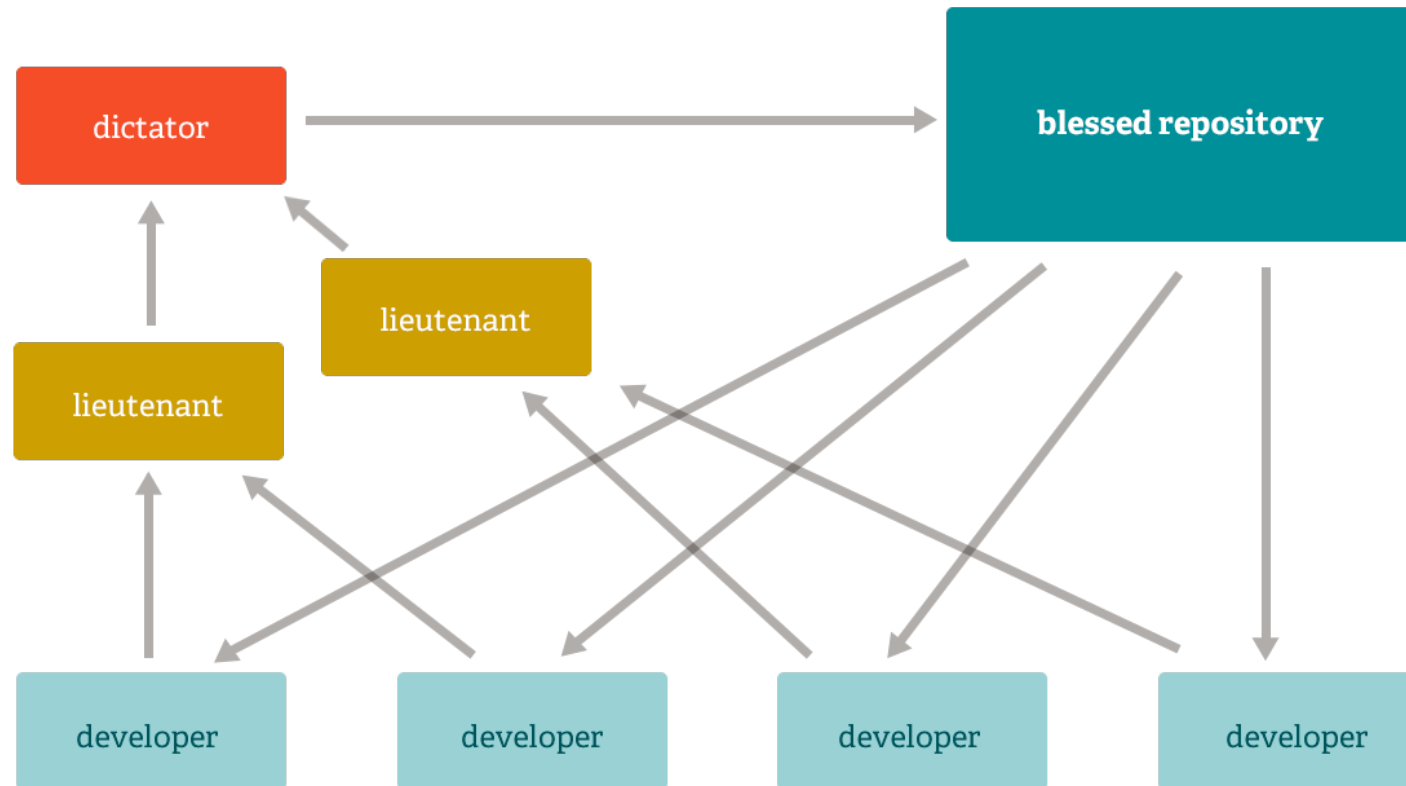 dictator
blessed repository
lieutenant
lieutenant
developer
developer
developer
developer